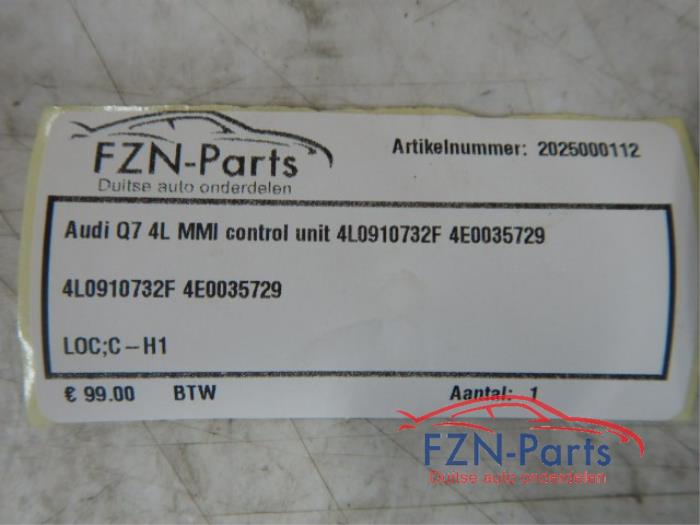 FZN-Parts
Duitse auto onderdelen
Artikelnummer: 2025000112
Audi Q7 4L MMI control unit 4L0910732F 4E0035729
4L0910732F 4E0035729
LOC;C-H1
€ 99.00 BTW Aantal: 1
FZN-Parts
Duitse auto onderdelen